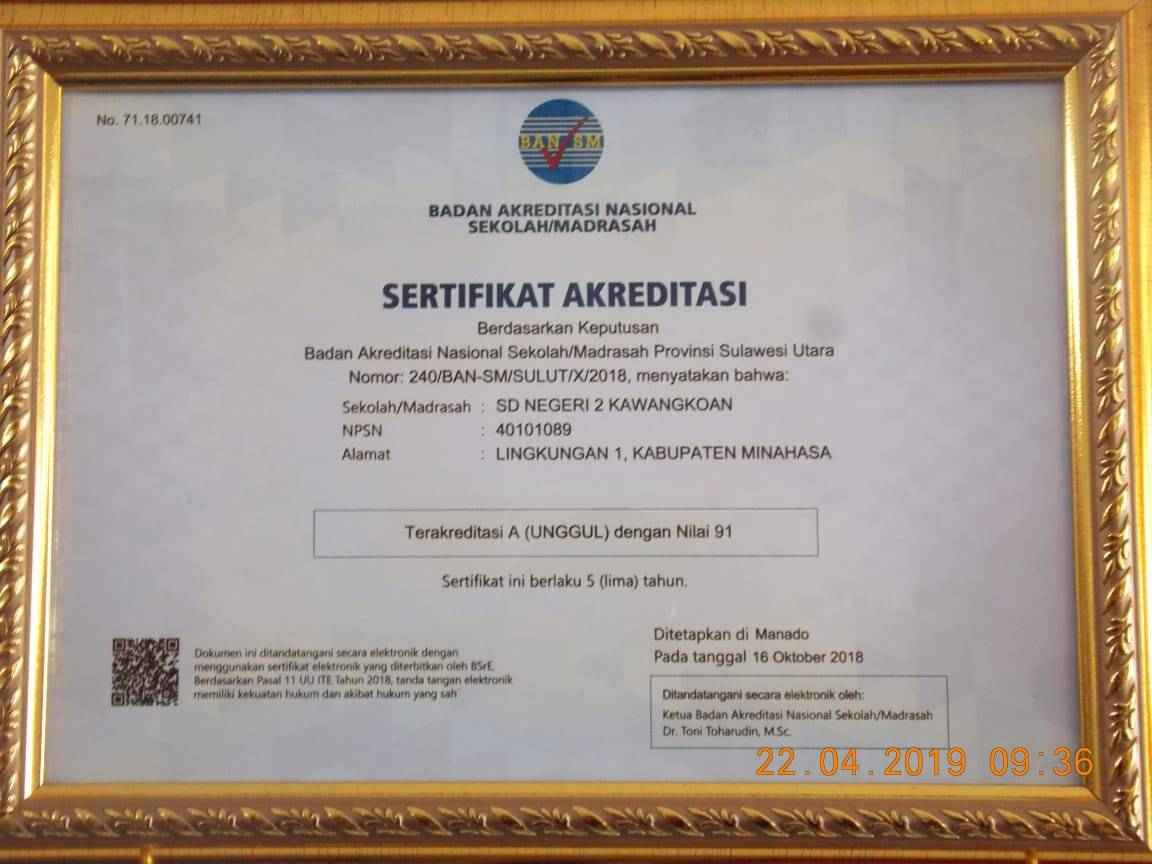 No. 71.18.00741
BAN SM
BADAN AKREDITASI NASIONAL
SEKOLAH/MADRASAH
SERTIFIKAT AKREDITASI
Berdasarkan Keputusan
Badan Akreditasi Nasional Sekolah/Madrasah Provinsi Sulawesi Utara
Nomor: 240/BAN-SM/SULUT/X/2018, menyatakan bahwa:
Sekolah/Madrasah : SD NEGERI 2 KAWANGKOAN
NPSN : 40101089
Alamat : LINGKUNGAN 1, KABUPATEN MINAHASA
Terakreditasi A (UNGGUL) dengan Nilai 91
Sertifikat ini berlaku 5 (lima) tahun.
Dokumen ini ditandatangani secara elektronik dengan
menggunakan sertifikat elektronik yang diterbitkan oleh BSrE.
Berdasarkan Pasal 11 UU ITE Tahun 2018, tanda tangan elektronik
memiliki kekuatan hukum dan akibat hukum yang sah
Ditetapkan di Manado
Pada tanggal 16 Oktober 2018
Ditandatangani secara elektronik oleh:
Ketua Badan Akreditasi Nasional Sekolah/Madrasah
Dr. Toni Toharudin, M.Sc.
22.04.2019 09:36